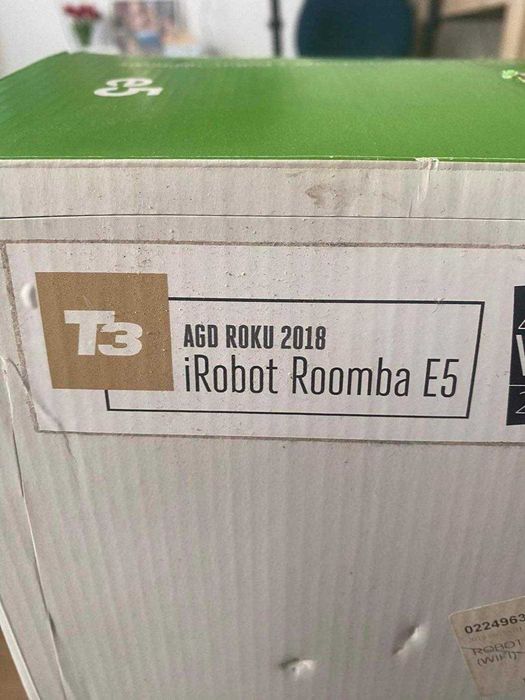 e5
T3
AGD ROKU 2018
iRobot Roomba E5
0224963
ROBOT
(WIFI)